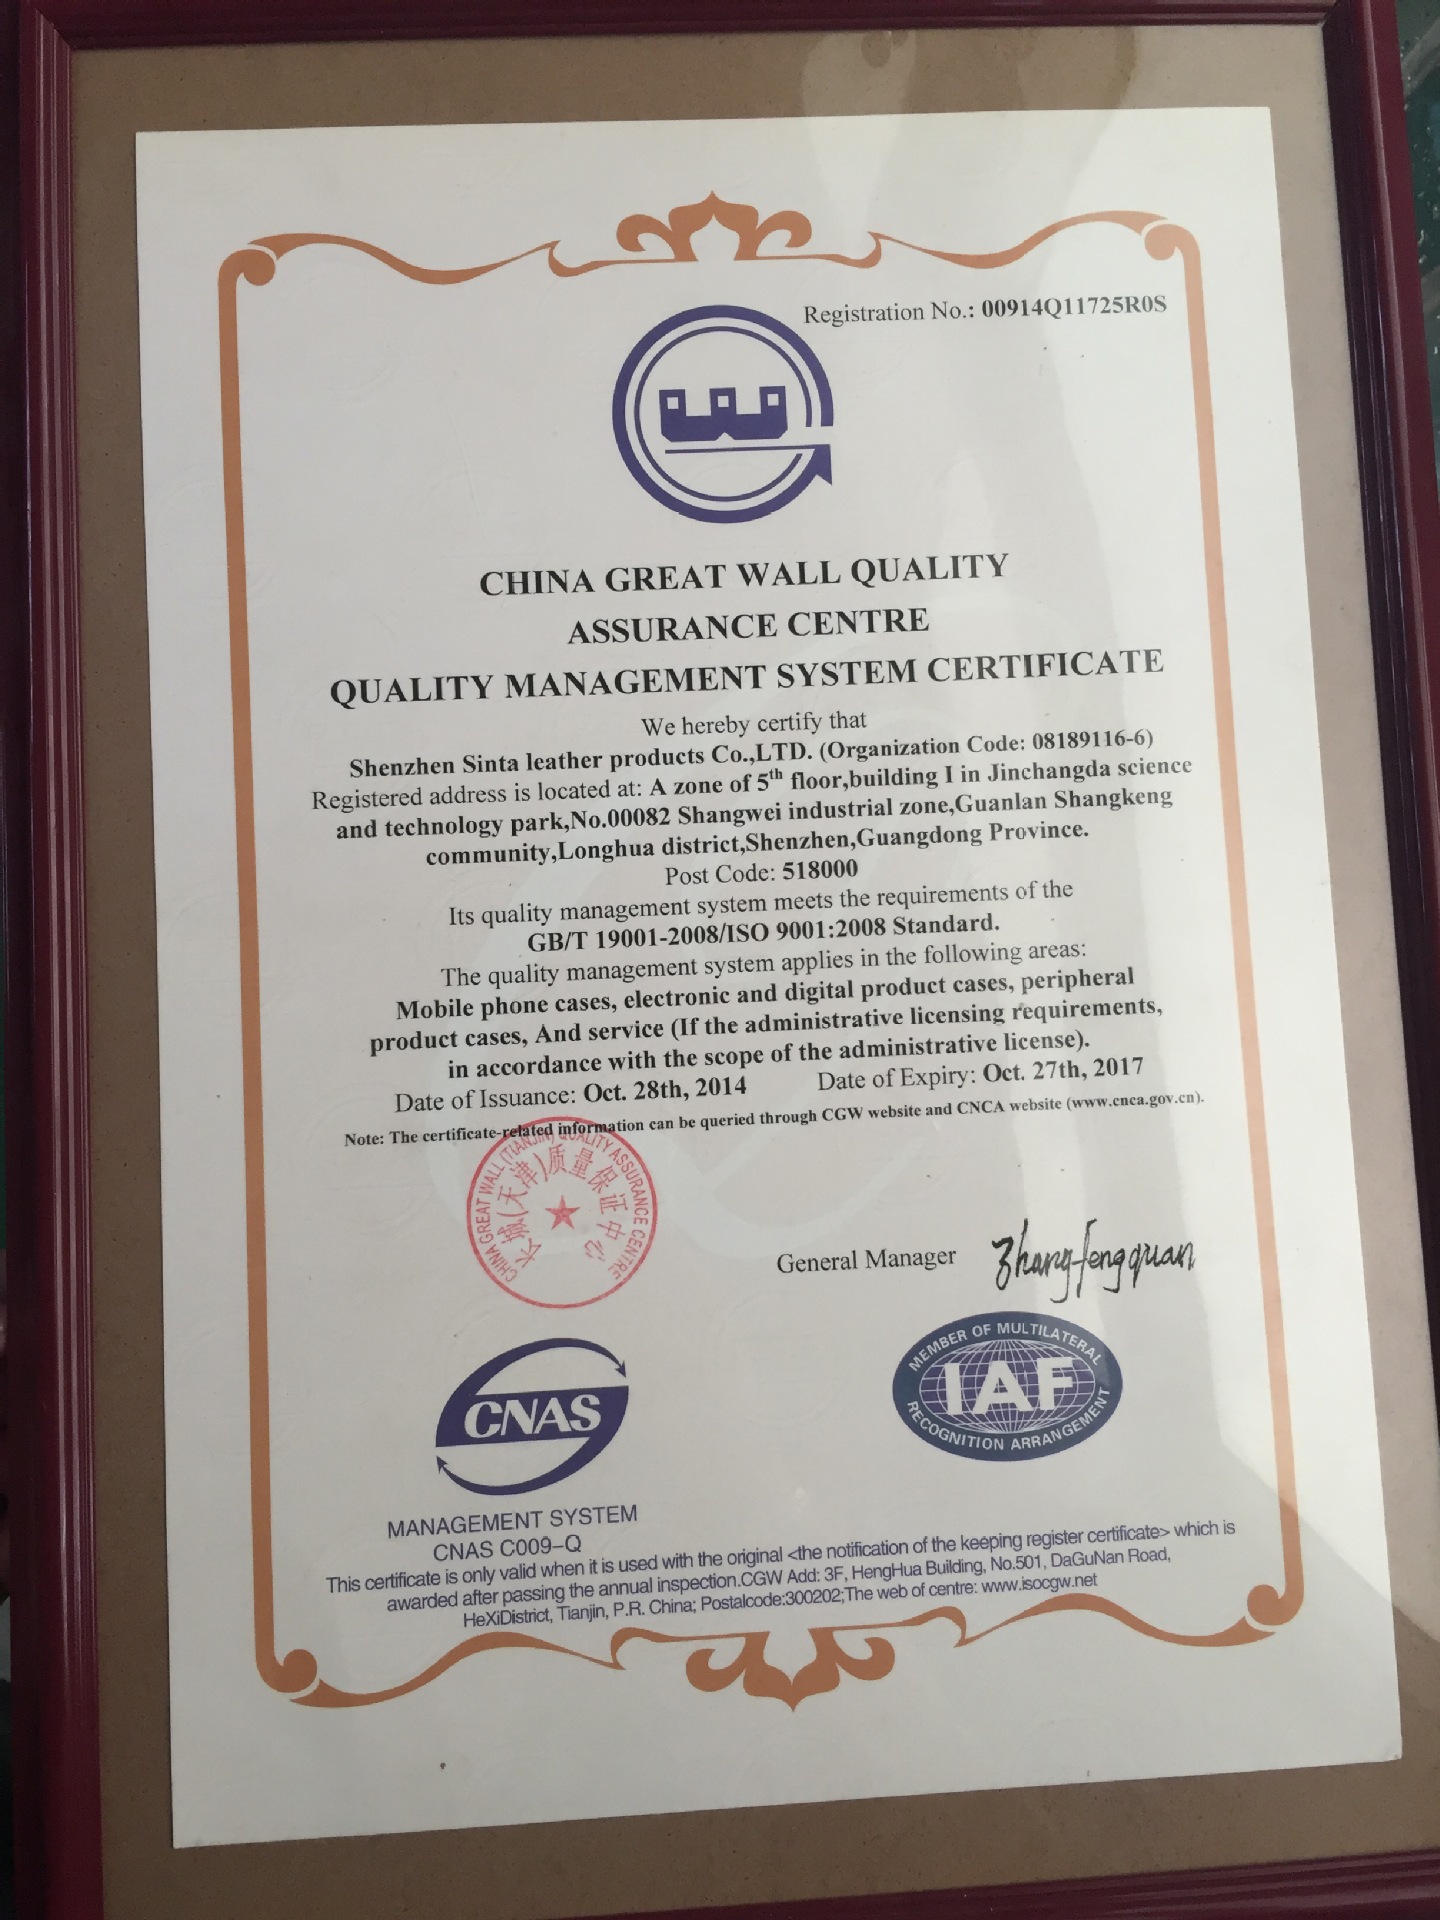 Registration No.: 00914Q11725R0S
CHINA GREAT WALL QUALITY
ASSURANCE CENTRE
QUALITY MANAGEMENT SYSTEM CERTIFICATE
We hereby certify that
Shenzhen Sinta leather products Co.,LTD. (Organization Code: 08189116-6)
Registered address is located at: A zone of 5th floor,building I in Jinchangda science
and technology park,No.00082 Shangwei industrial zone,Guanlan Shangkeng
community,Longhua district,Shenzhen,Guangdong Province.
Post Code: 518000
Its quality management system meets the requirements of the
GB/T 19001-2008/ISO 9001:2008 Standard.
The quality management system applies in the following areas:
Mobile phone cases, electronic and digital product cases, peripheral
product cases, And service (If the administrative licensing requirements,
in accordance with the scope of the administrative license).
Date of Issuance: Oct. 28th, 2014 Date of Expiry: Oct. 27th, 2017
Note: The certificate-related information can be queried through CGW website and CNCA website (www.cnca.gov.cn).
CHINA GREAT WALL (TIANJIN) QUALITY ASSURANCE CENTRE
长城(天津)质量保证中心
General Manager Zhangfengquan
CNAS
MEMBER OF MULTILATERAL
IAF
RECOGNITION ARRANGEMENT
MANAGEMENT SYSTEM
CNAS C009-Q
This certificate is only valid when it is used with the original <the notification of the keeping register certificate> which is
awarded after passing the annual inspection.CGW Add: 3F, HengHua Building, No.501, DaGuNan Road,
HeXiDistrict, Tianjin, P.R. China; Postalcode:300202;The web of centre: www.isocgw.net